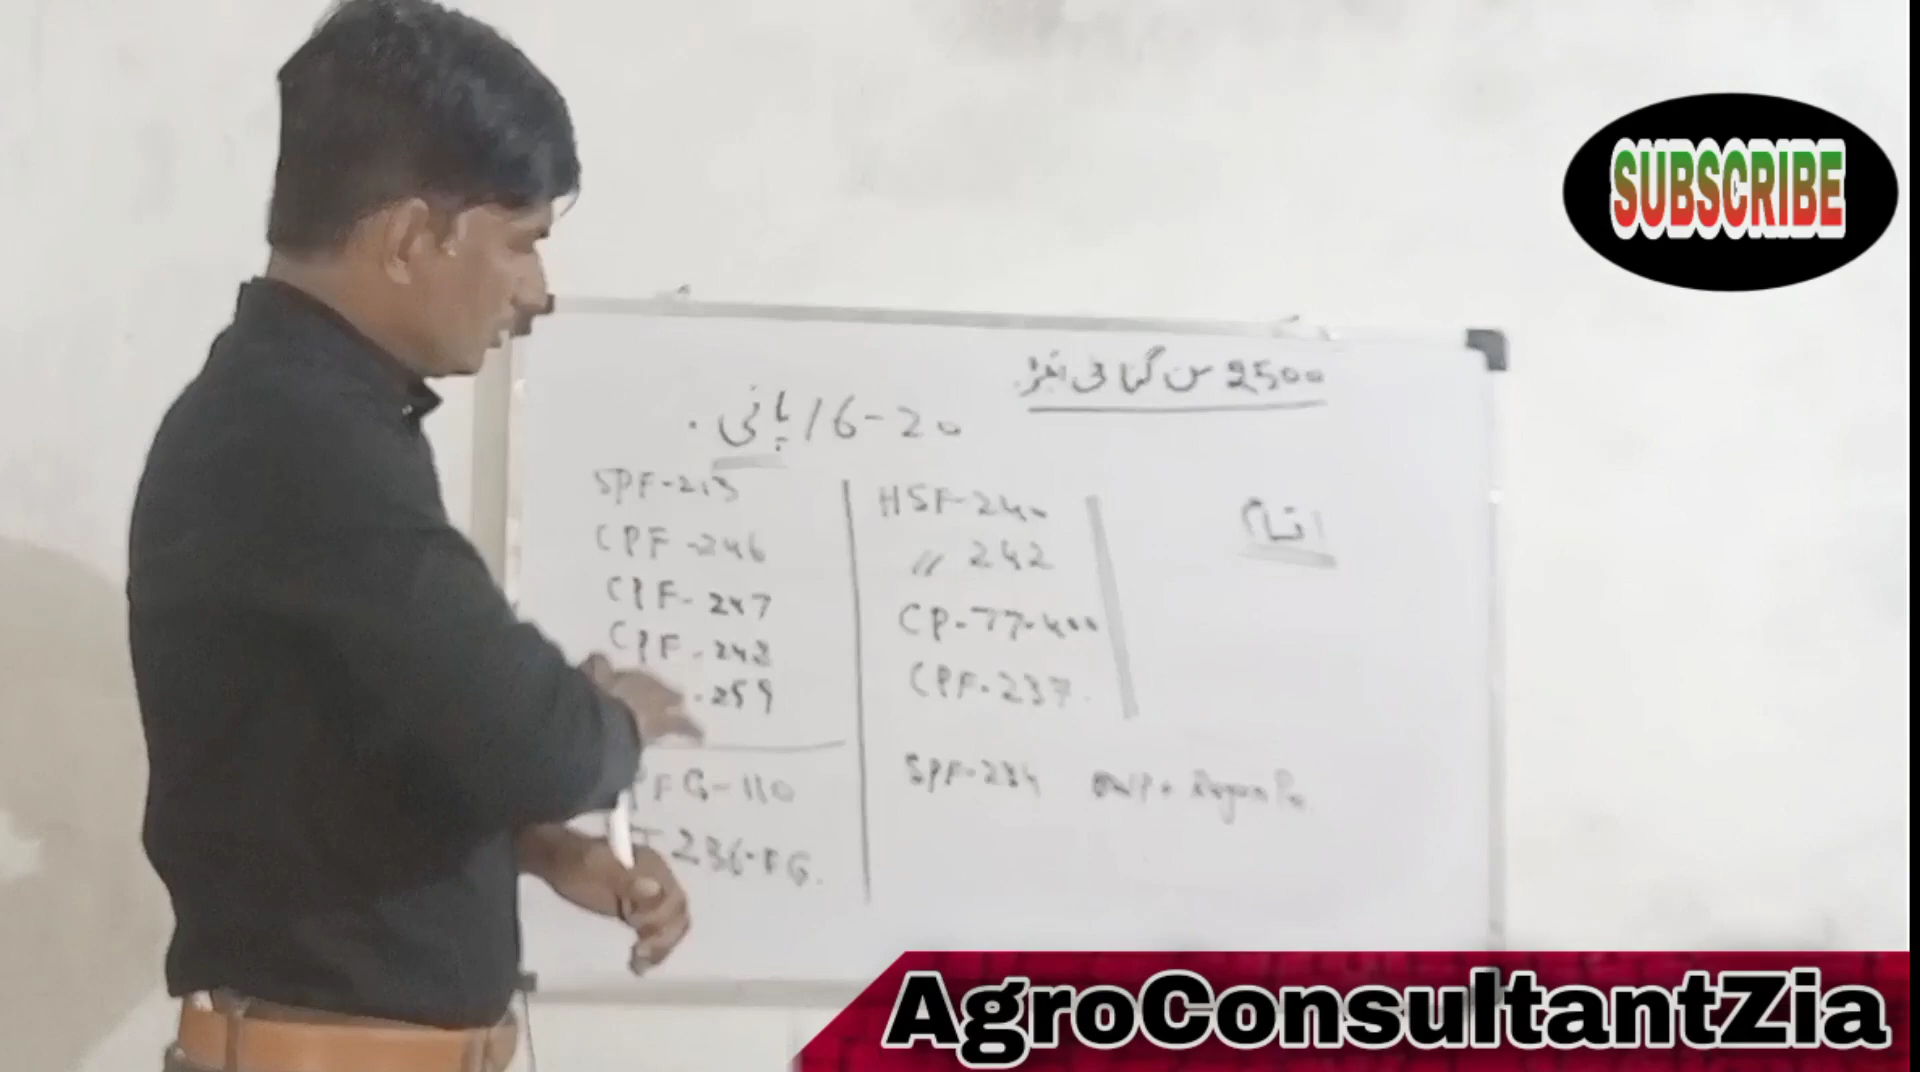 SUBSCRIBE
2500 من گنا فی ایکڑ
16-20 پانی
اقسام
SPF-213
CPF-246
CPF-247
CPF-248
-259
HSF-240
〃 242
CP-77-400
CPF-237
FG-110
236-FG.
SPF-234
AgroConsultantZia